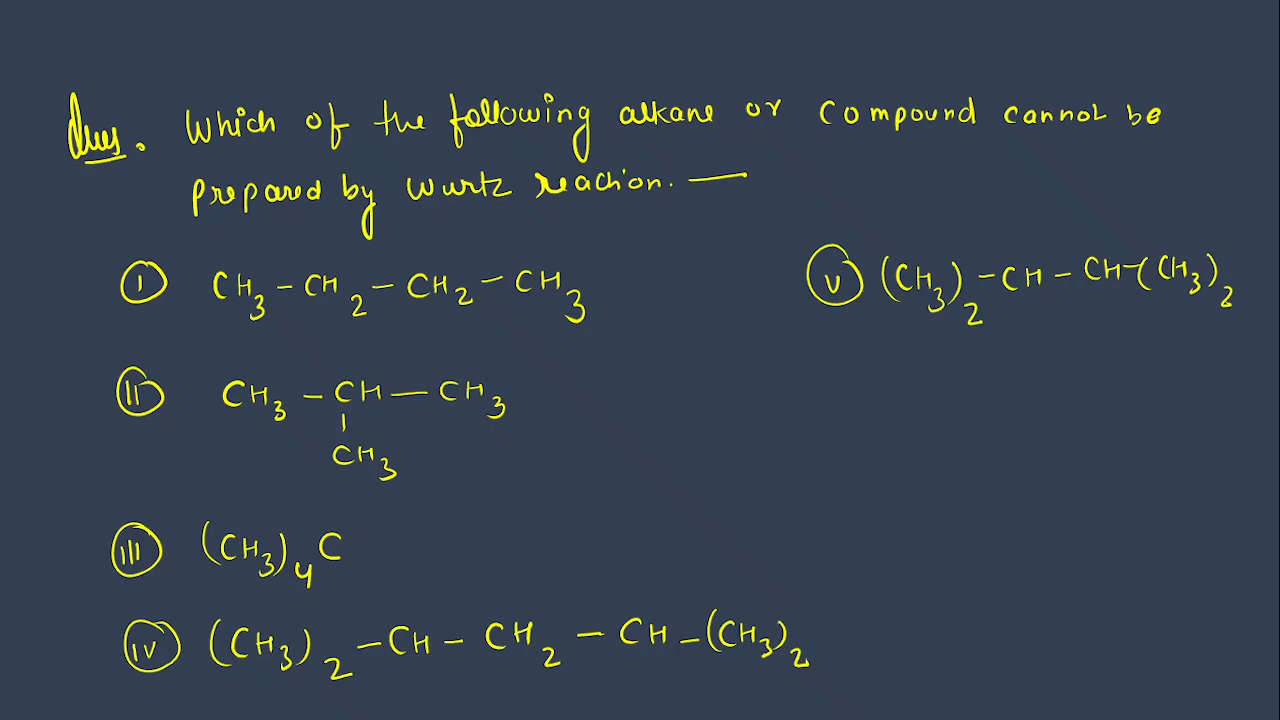 Ques. Which of the following alkane or compound cannot be
prepared by wurtz reaction. —
(i) CH3 – CH2 – CH2 – CH3
(ii) CH3 – CH — CH3
|
CH3
(iii) (CH3)4 C
(iv) (CH3)2 – CH – CH2 – CH – (CH3)2
(v) (CH3)2 – CH – CH – (CH3)2